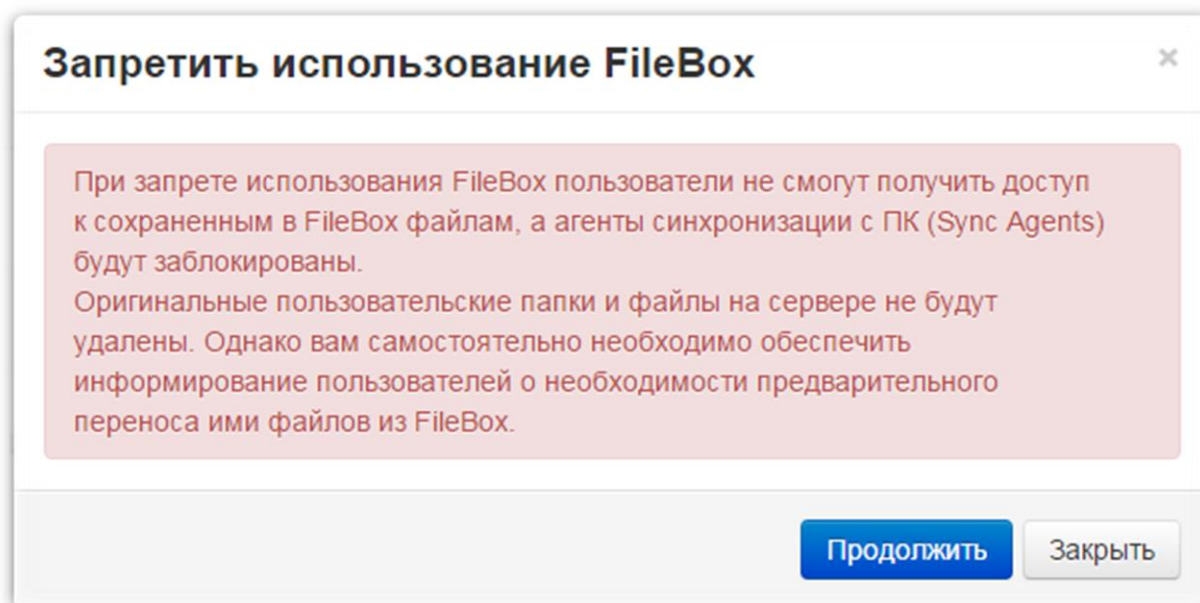 Запретить использование FileBox
×
При запрете использования FileBox пользователи не смогут получить доступ
к сохраненным в FileBox файлам, а агенты синхронизации с ПК (Sync Agents)
будут заблокированы.
Оригинальные пользовательские папки и файлы на сервере не будут
удалены. Однако вам самостоятельно необходимо обеспечить
информирование пользователей о необходимости предварительного
переноса ими файлов из FileBox.
Продолжить Закрыть